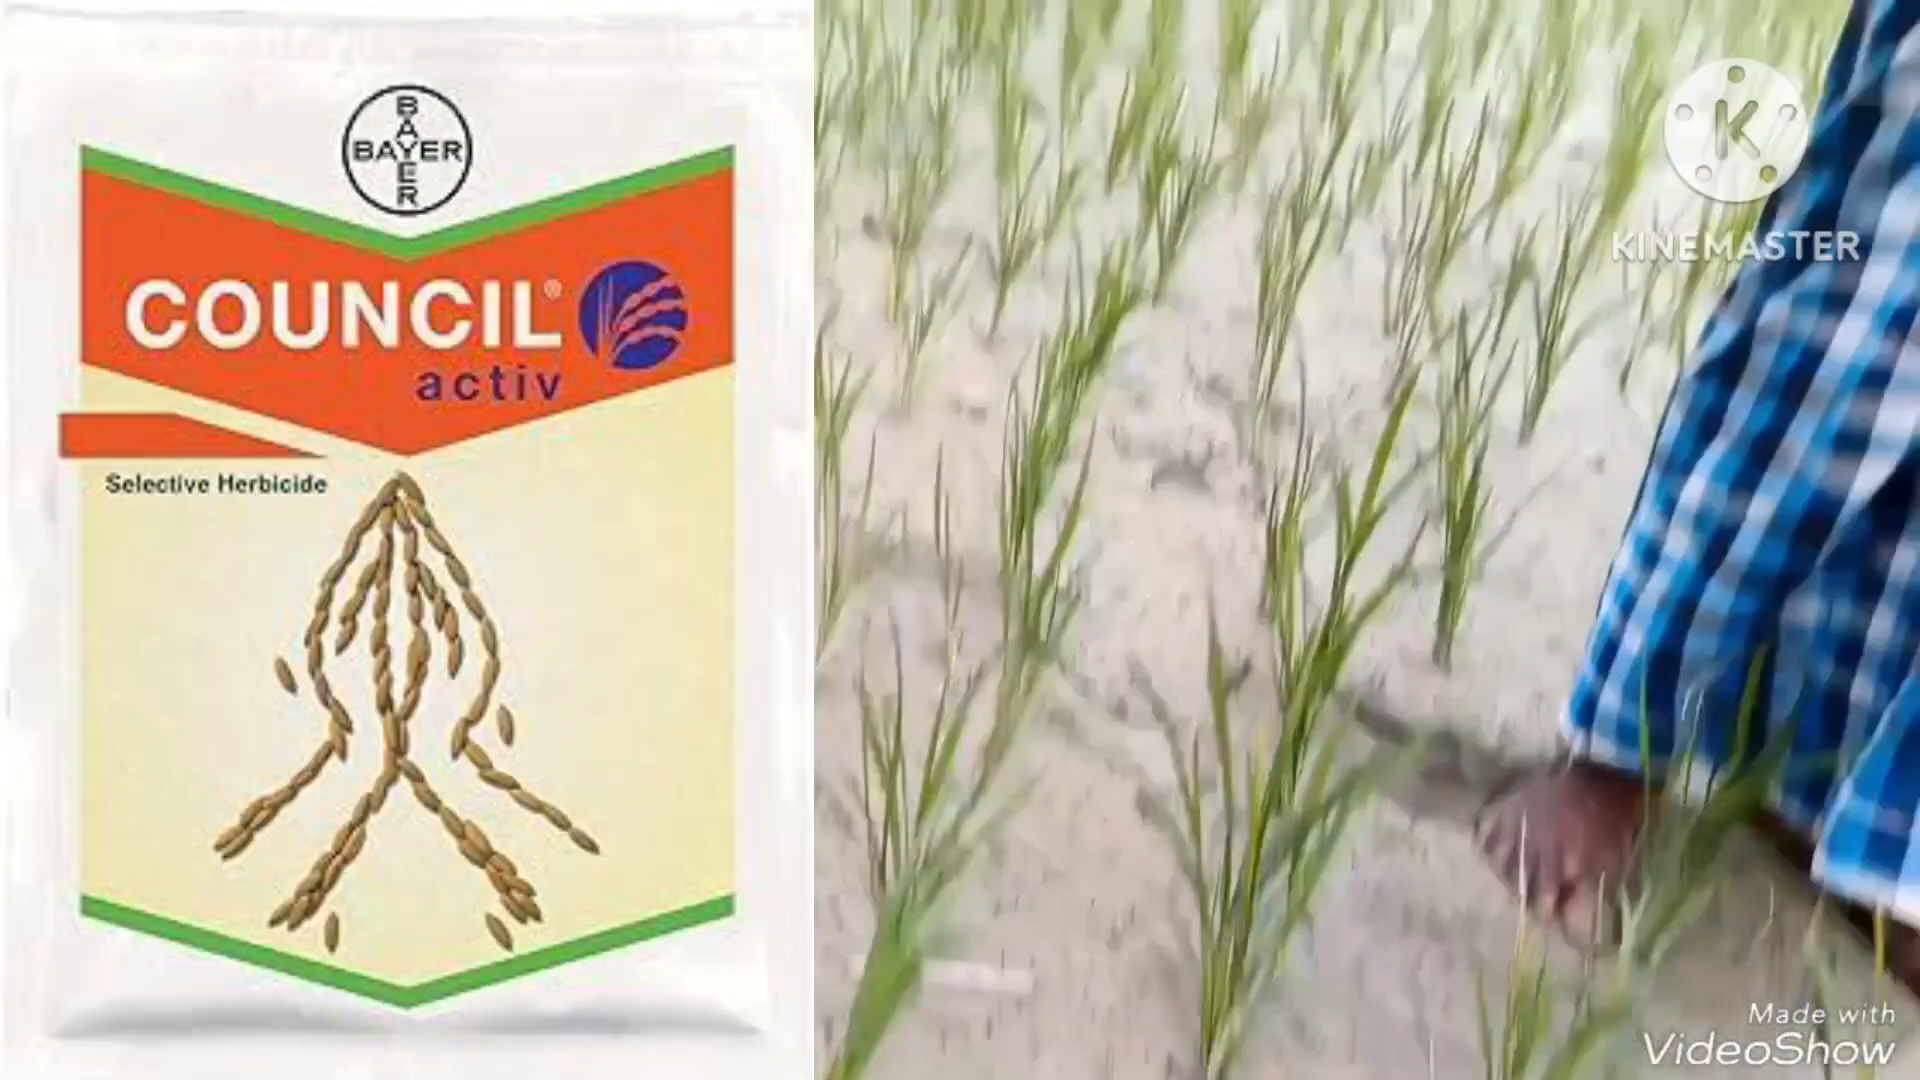 BAYER
BAYER
COUNCIL®
activ
Selective Herbicide
K
KINEMASTER
Made with
VideoShow